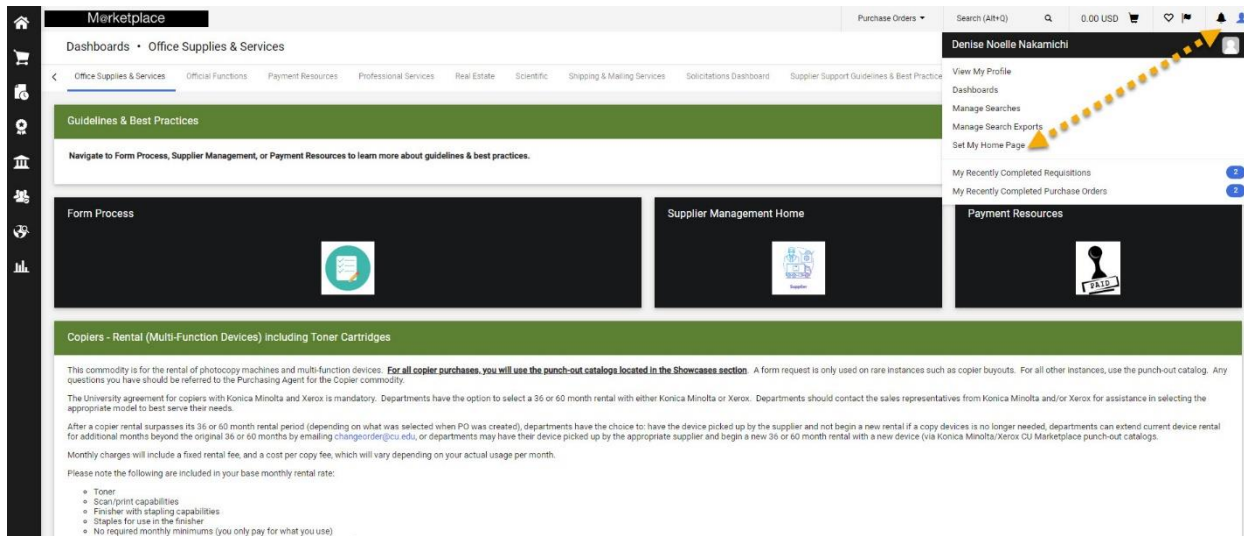 Marketplace
Purchase Orders
Search (Alt+Q)
0.00 USD
Dashboards • Office Supplies & Services
Denise Noelle Nakamichi
Office Supplies & Services
Official Functions
Payment Resources
Professional Services
Real Estate
Scientific
Shipping & Mailing Services
Solicitations Dashboard
Supplier Support Guidelines & Best Practice
View My Profile
Dashboards
Manage Searches
Manage Search Exports
Set My Home Page
My Recently Completed Requisitions 2
My Recently Completed Purchase Orders 2
Guidelines & Best Practices
Navigate to Form Process, Supplier Management, or Payment Resources to learn more about guidelines & best practices.
Form Process
Supplier Management Home
Supplier
Payment Resources
PAID
Copiers - Rental (Multi-Function Devices) including Toner Cartridges
This commodity is for the rental of photocopy machines and multi-function devices. For all copier purchases, you will use the punch-out catalogs located in the Showcases section. A form request is only used on rare instances such as copier buyouts. For all other instances, use the punch-out catalog. Any
questions you have should be referred to the Purchasing Agent for the Copier commodity.
The University agreement for copiers with Konica Minolta and Xerox is mandatory. Departments have the option to select a 36 or 60 month rental with either Konica Minolta or Xerox. Departments should contact the sales representatives from Konica Minolta and/or Xerox for assistance in selecting the
appropriate model to best serve their needs.
After a copier rental surpasses its 36 or 60 month rental period (depending on what was selected when PO was created), departments have the choice to: have the device picked up by the supplier and not begin a new rental if a copy devices is no longer needed, departments can extend current device rental
for additional months beyond the original 36 or 60 months by emailing changeorder@cu.edu, or departments may have their device picked up by the appropriate supplier and begin a new 36 or 60 month rental with a new device (via Konica Minolta/Xerox CU Marketplace punch-out catalogs.
Monthly charges will include a fixed rental fee, and a cost per copy fee, which will vary depending on your actual usage per month.
Please note the following are included in your base monthly rental rate:
Toner
Scan/print capabilities
Finisher with stapling capabilities
Staples for use in the finisher
No required monthly minimums (you only pay for what you use)